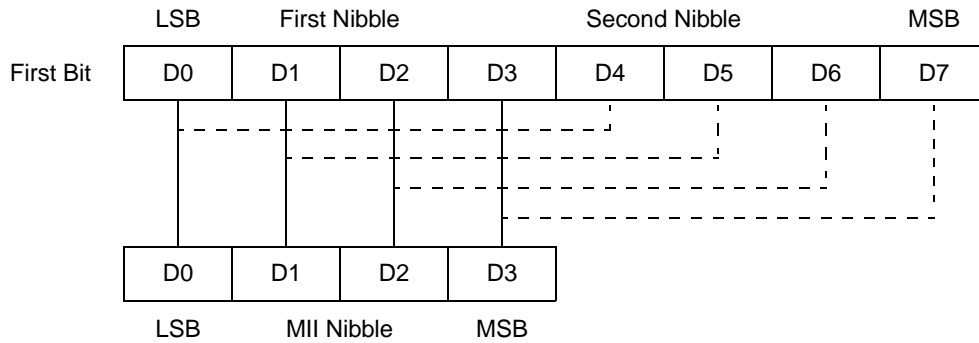 LSB First Nibble Second Nibble MSB
First Bit D0 D1 D2 D3 D4 D5 D6 D7
D0 D1 D2 D3
LSB MII Nibble MSB